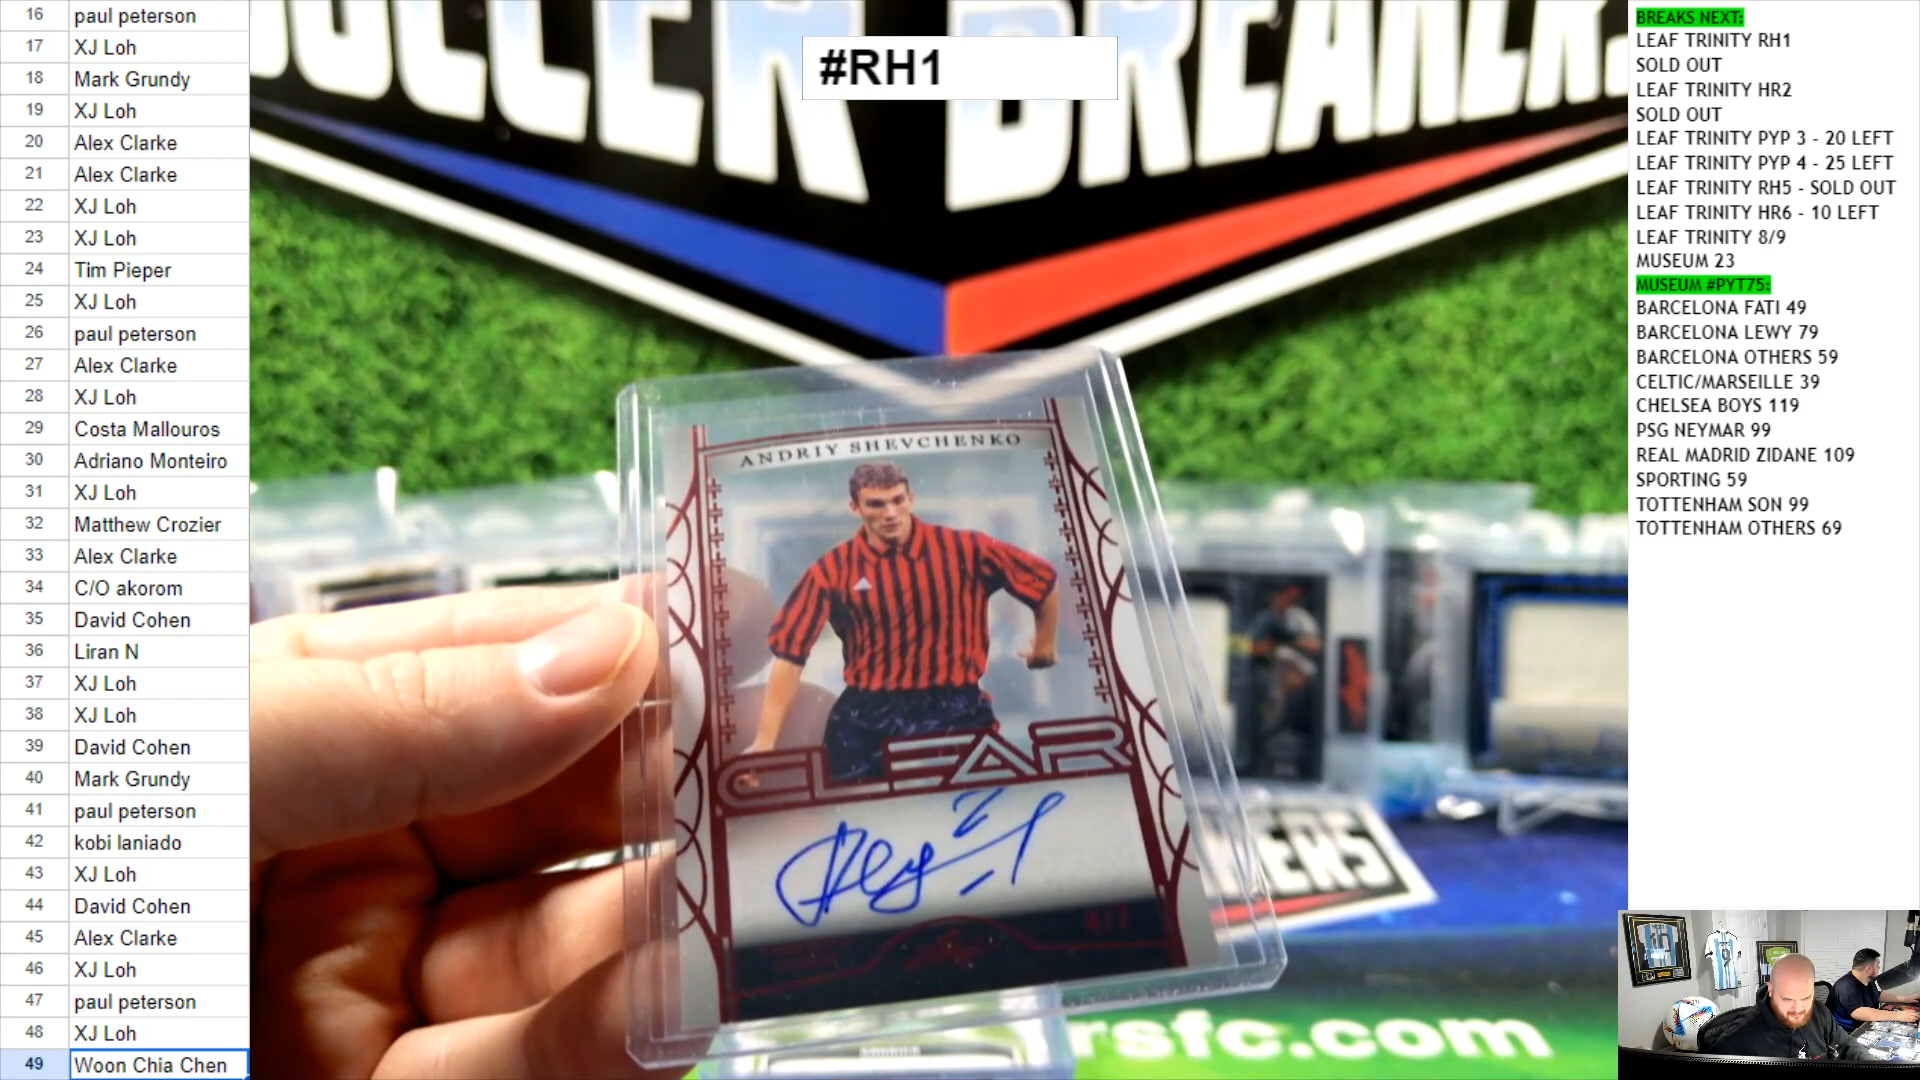 16 paul peterson
17 XJ Loh
18 Mark Grundy
19 XJ Loh
20 Alex Clarke
21 Alex Clarke
22 XJ Loh
23 XJ Loh
24 Tim Pieper
25 XJ Loh
26 paul peterson
27 Alex Clarke
28 XJ Loh
29 Costa Mallouros
30 Adriano Monteiro
31 XJ Loh
32 Matthew Crozier
33 Alex Clarke
34 C/O akorom
35 David Cohen
36 Liran N
37 XJ Loh
38 XJ Loh
39 David Cohen
40 Mark Grundy
41 paul peterson
42 kobi laniado
43 XJ Loh
44 David Cohen
45 Alex Clarke
46 XJ Loh
47 paul peterson
48 XJ Loh
49 Woon Chia Chen
SOCCER BREAKERS
#RH1
ANDRIY SHEVCHENKO
CLEAR
KERS
rsfc.com
BREAKS NEXT:
LEAF TRINITY RH1
SOLD OUT
LEAF TRINITY HR2
SOLD OUT
LEAF TRINITY PYP 3 - 20 LEFT
LEAF TRINITY PYP 4 - 25 LEFT
LEAF TRINITY RH5 - SOLD OUT
LEAF TRINITY HR6 - 10 LEFT
LEAF TRINITY 8/9
MUSEUM 23
MUSEUM #PYT75:
BARCELONA FATI 49
BARCELONA LEWY 79
BARCELONA OTHERS 59
CELTIC/MARSEILLE 39
CHELSEA BOYS 119
PSG NEYMAR 99
REAL MADRID ZIDANE 109
SPORTING 59
TOTTENHAM SON 99
TOTTENHAM OTHERS 69